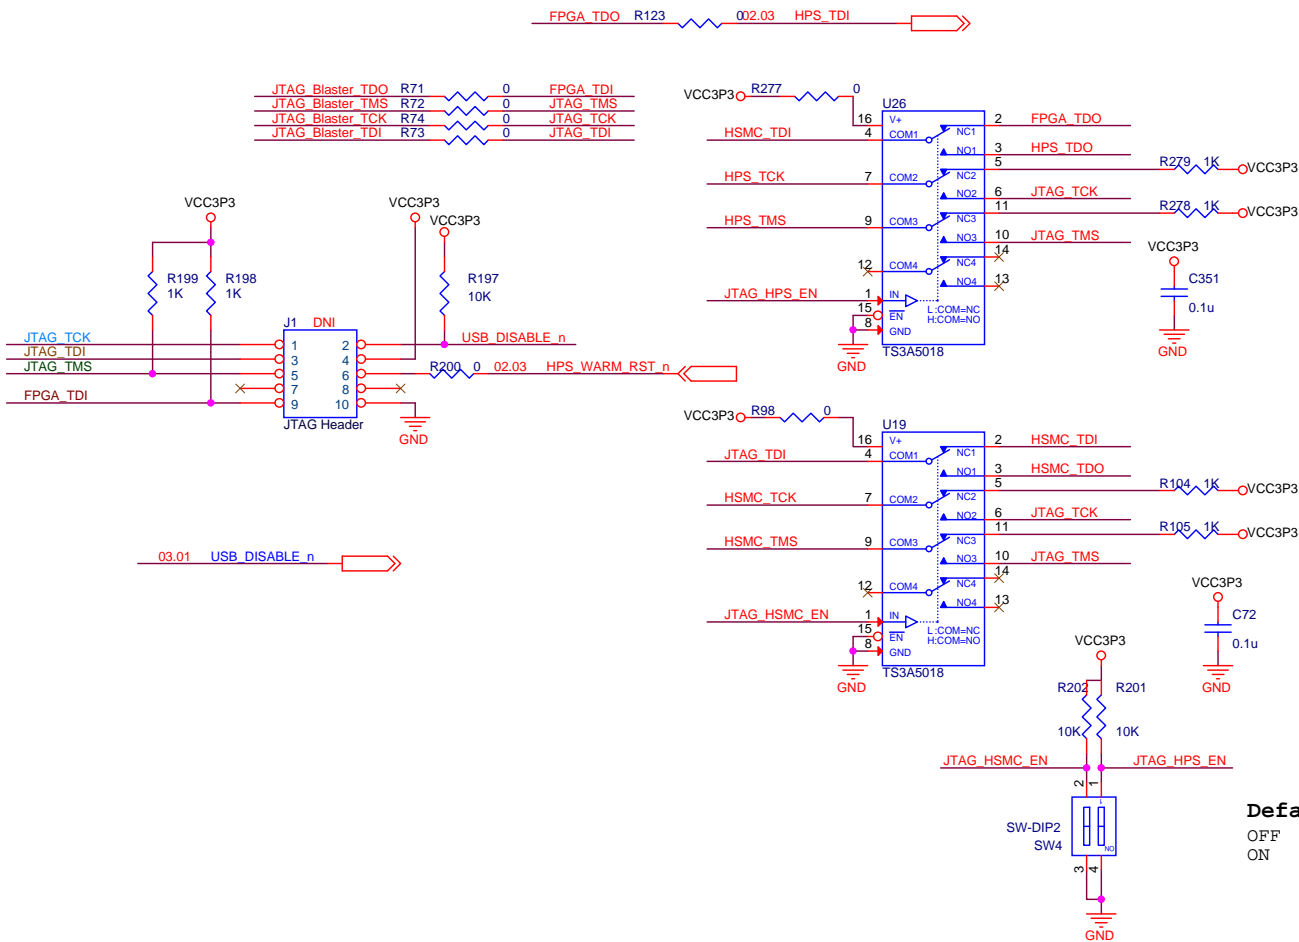 FPGA_TDO R123 0 02.03 HPS_TDI
JTAG_Blaster_TDO R71 0 FPGA_TDI
JTAG_Blaster_TMS R72 0 JTAG_TMS
JTAG_Blaster_TCK R74 0 JTAG_TCK
JTAG_Blaster_TDI R73 0 JTAG_TDI
VCC3P3 R277 0
U26
16 V+ 2 FPGA_TDO
HSMC_TDI 4 COM1 NC1
NO1 3 HPS_TDO
5 R279 1K VCC3P3
HPS_TCK 7 COM2 NC2
NO2 6 JTAG_TCK
11 R278 1K VCC3P3
HPS_TMS 9 COM3 NC3
NO3 10 JTAG_TMS
14
12 COM4 NC4
NO4 13
JTAG_HPS_EN 1 IN
15 EN
8 GND
L:COM=NC
H:COM=NO
TS3A5018
GND
VCC3P3
C351
0.1u
GND
VCC3P3
VCC3P3
VCC3P3
R199
1K
R198
1K
R197
10K
J1 DNI
JTAG_TCK 1 2 USB_DISABLE_n
JTAG_TDI 3 4
JTAG_TMS 5 6 R200 0 02.03 HPS_WARM_RST_n
7 8
FPGA_TDI 9 10
JTAG Header
GND
VCC3P3 R98 0
U19
16 V+ 2 HSMC_TDI
JTAG_TDI 4 COM1 NC1
NO1 3 HSMC_TDO
5 R104 1K VCC3P3
HSMC_TCK 7 COM2 NC2
NO2 6 JTAG_TCK
11 R105 1K VCC3P3
HSMC_TMS 9 COM3 NC3
NO3 10 JTAG_TMS
14
12 COM4 NC4
NO4 13
JTAG_HSMC_EN 1 IN
15 EN
8 GND
L:COM=NC
H:COM=NO
TS3A5018
GND
03.01 USB_DISABLE_n
VCC3P3
C72
0.1u
GND
VCC3P3
R202 R201
10K 10K
JTAG_HSMC_EN JTAG_HPS_EN
2 1
SW-DIP2
SW4
NO
3 4
GND
Defa
OFF
ON